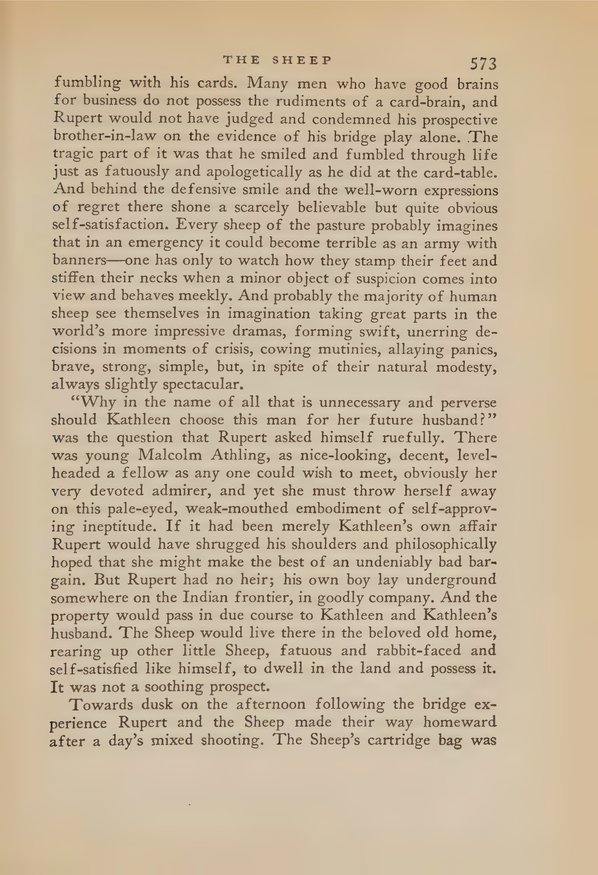 THE SHEEP 573
fumbling with his cards. Many men who have good brains
for business do not possess the rudiments of a card-brain, and
Rupert would not have judged and condemned his prospective
brother-in-law on the evidence of his bridge play alone. The
tragic part of it was that he smiled and fumbled through life
just as fatuously and apologetically as he did at the card-table.
And behind the defensive smile and the well-worn expressions
of regret there shone a scarcely believable but quite obvious
self-satisfaction. Every sheep of the pasture probably imagines
that in an emergency it could become terrible as an army with
banners—one has only to watch how they stamp their feet and
stiffen their necks when a minor object of suspicion comes into
view and behaves meekly. And probably the majority of human
sheep see themselves in imagination taking great parts in the
world's more impressive dramas, forming swift, unerring de-
cisions in moments of crisis, cowing mutinies, allaying panics,
brave, strong, simple, but, in spite of their natural modesty,
always slightly spectacular.
"Why in the name of all that is unnecessary and perverse
should Kathleen choose this man for her future husband?"
was the question that Rupert asked himself ruefully. There
was young Malcolm Athling, as nice-looking, decent, level-
headed a fellow as any one could wish to meet, obviously her
very devoted admirer, and yet she must throw herself away
on this pale-eyed, weak-mouthed embodiment of self-approv-
ing ineptitude. If it had been merely Kathleen's own affair
Rupert would have shrugged his shoulders and philosophically
hoped that she might make the best of an undeniably bad bar-
gain. But Rupert had no heir; his own boy lay underground
somewhere on the Indian frontier, in goodly company. And the
property would pass in due course to Kathleen and Kathleen's
husband. The Sheep would live there in the beloved old home,
rearing up other little Sheep, fatuous and rabbit-faced and
self-satisfied like himself, to dwell in the land and possess it.
It was not a soothing prospect.
Towards dusk on the afternoon following the bridge ex-
perience Rupert and the Sheep made their way homeward
after a day's mixed shooting. The Sheep's cartridge bag was